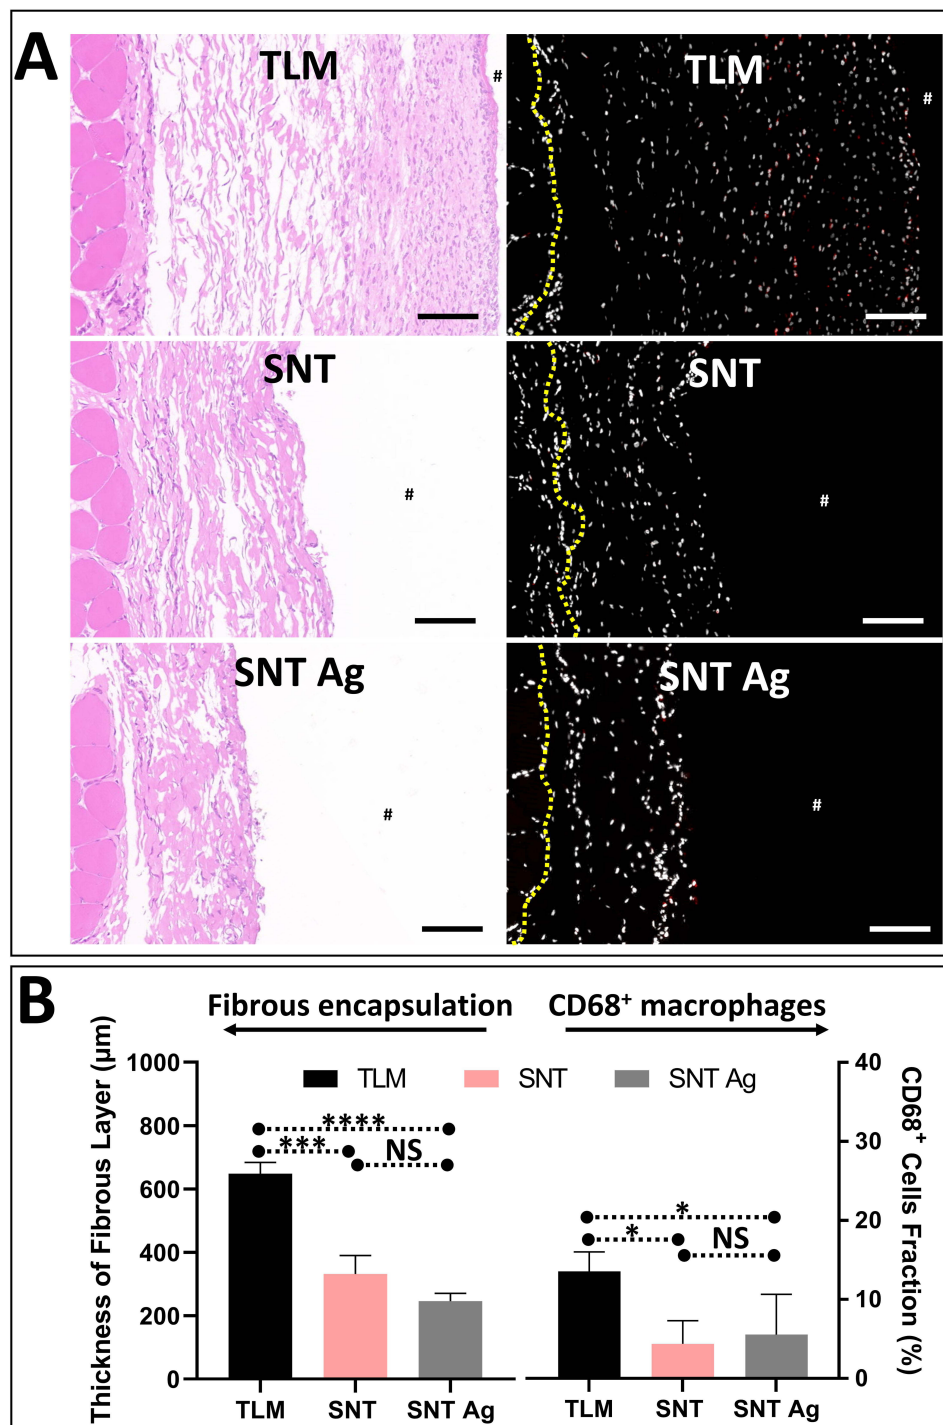 A
TLM
#
TLM
#
SNT
#
SNT
#
SNT Ag
#
SNT Ag
#
B
Fibrous encapsulation
CD68⁺ macrophages
Thickness of Fibrous Layer (μm)
1000
800
600
400
200
0
TLM
SNT
SNT Ag
****
***
NS
TLM
SNT
SNT Ag
*
*
NS
TLM
SNT
SNT Ag
40
30
20
10
0
CD68⁺ Cells Fraction (%)